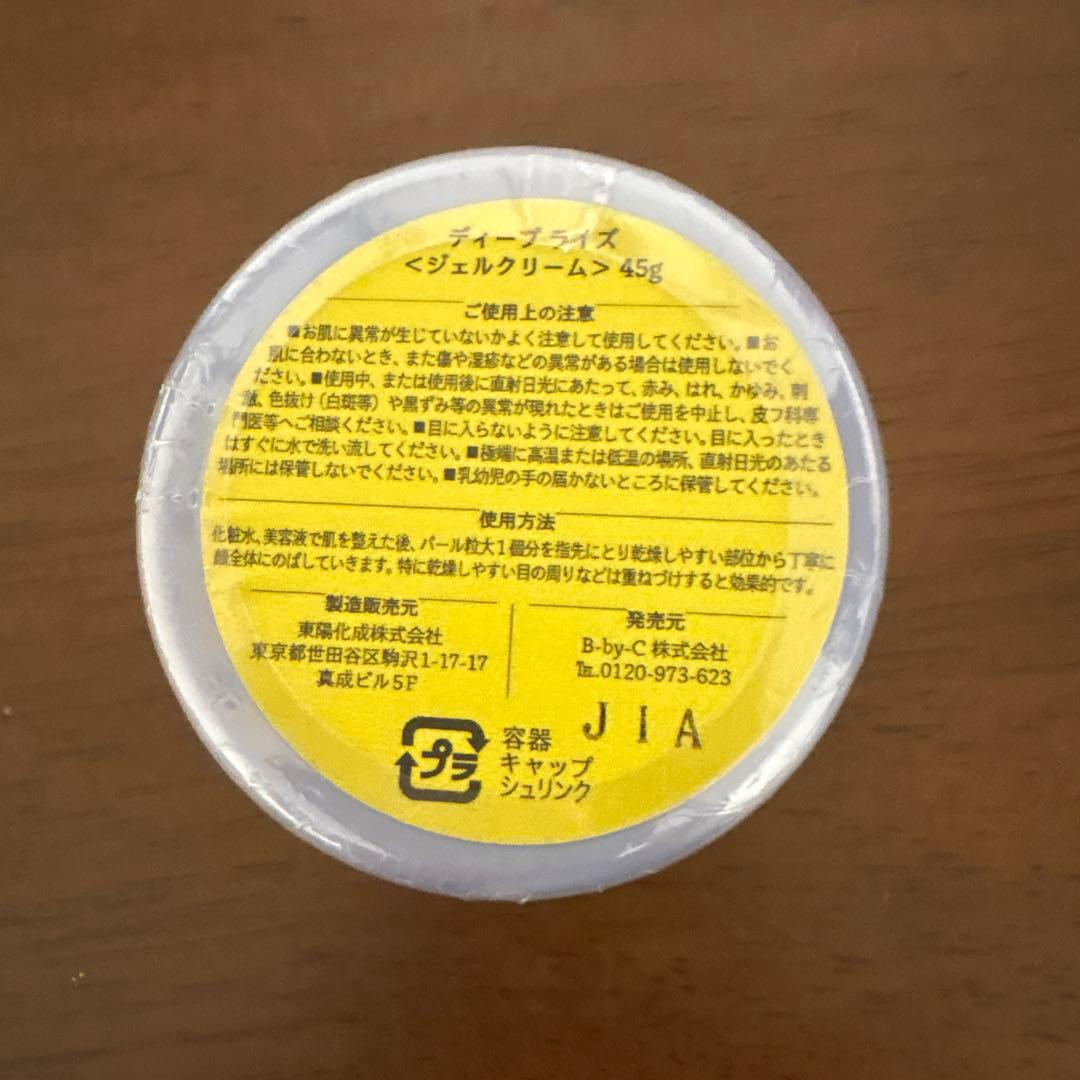 ディープライズ
<ジェルクリーム> 45g
ご使用上の注意
■お肌に異常が生じていないかよく注意して使用してください。■お
肌に合わないとき、また傷や湿疹などの異常がある場合は使用しないでく
ださい。■使用中、または使用後に直射日光にあたって、赤み、はれ、かゆみ、刺
激、色抜け(白斑等)や黒ずみ等の異常が現れたときはご使用を中止し、皮フ科専
門医等へご相談ください。■目に入らないように注意してください。目に入ったとき
はすぐに水で洗い流してください。■極端に高温または低温の場所、直射日光のあたる
場所には保管しないでください。■乳幼児の手の届かないところに保管してください。
使用方法
化粧水、美容液で肌を整えた後、パール粒大1個分を指先にとり乾燥しやすい部位から丁寧に
顔全体にのばしていきます。特に乾燥しやすい目の周りなどは重ねづけすると効果的です。
製造販売元
東陽化成株式会社
東京都世田谷区駒沢1-17-17
真成ビル5F
発売元
B-by-C 株式会社
℡.0120-973-623
JIA
プラ
容器
キャップ
シュリンク